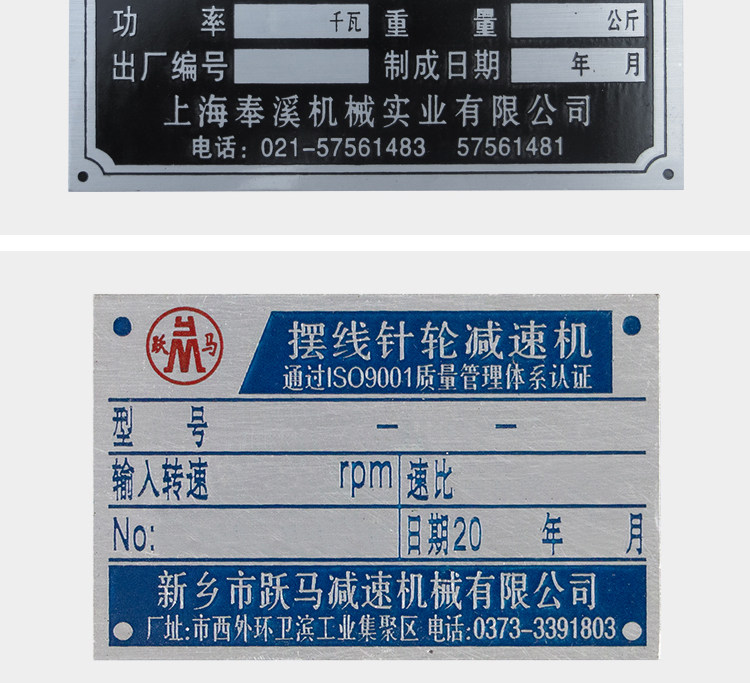 功 率 千瓦 重 量 公斤
出厂编号 制成日期 年 月
上海奉溪机械实业有限公司
电话：021-57561483 57561481
跃 马
摆线针轮减速机
通过ISO9001质量管理体系认证
型 号 － －
输入转速 rpm 速比
No: 日期20 年 月
新乡市跃马减速机械有限公司
厂址:市西外环卫滨工业集聚区 电话:0373-3391803